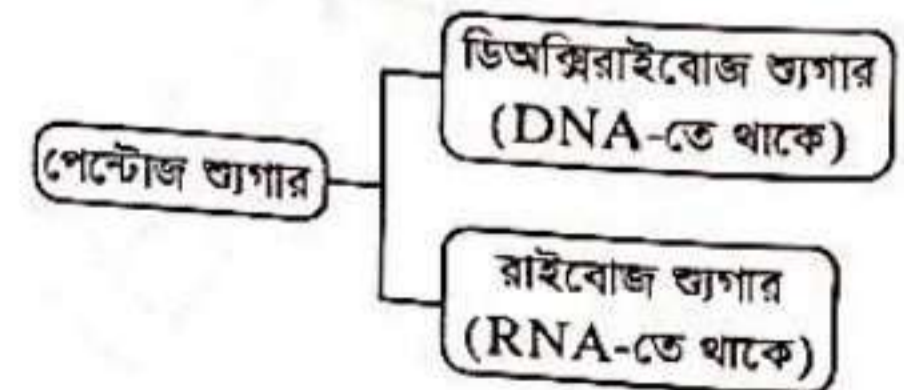 পেন্টোজ শ্যুগার
ডিঅক্সিরাইবোজ শ্যুগার
(DNA-তে থাকে)
রাইবোজ শ্যুগার
(RNA-তে থাকে)